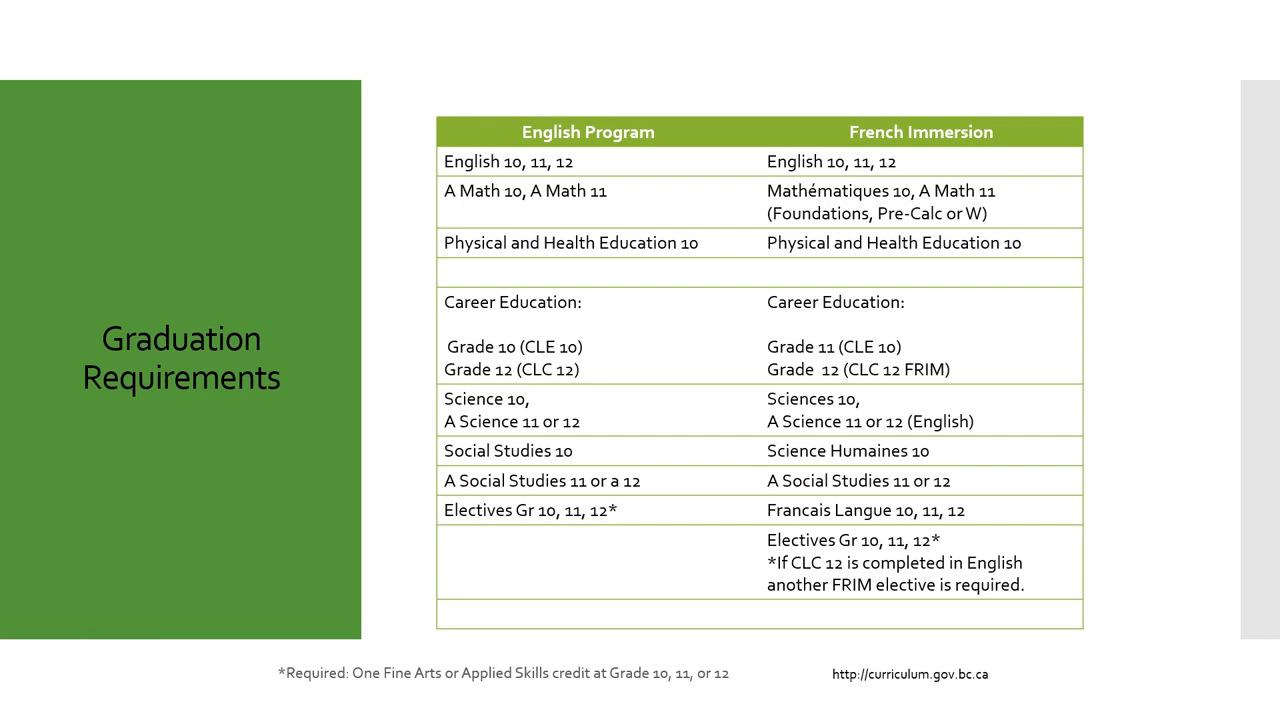 Graduation
Requirements
English Program
French Immersion
English 10, 11, 12
English 10, 11, 12
A Math 10, A Math 11
Mathématiques 10, A Math 11
(Foundations, Pre-Calc or W)
Physical and Health Education 10
Physical and Health Education 10
Career Education:
Grade 10 (CLE 10)
Grade 12 (CLC 12)
Career Education:
Grade 11 (CLE 10)
Grade 12 (CLC 12 FRIM)
Science 10,
A Science 11 or 12
Sciences 10,
A Science 11 or 12 (English)
Social Studies 10
Science Humaines 10
A Social Studies 11 or a 12
A Social Studies 11 or 12
Electives Gr 10, 11, 12*
Francais Langue 10, 11, 12
Electives Gr 10, 11, 12*
*If CLC 12 is completed in English
another FRIM elective is required.
*Required: One Fine Arts or Applied Skills credit at Grade 10, 11, or 12
http://curriculum.gov.bc.ca